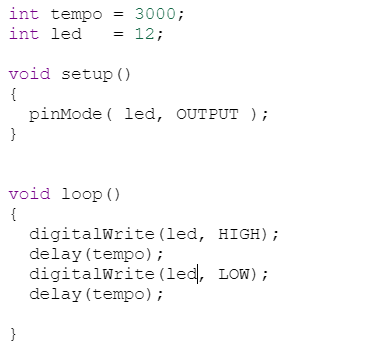 int tempo = 3000;
int led   = 12;
void setup()
{
  pinMode( led, OUTPUT );
}
void loop()
{
  digitalWrite(led, HIGH);
  delay(tempo);
  digitalWrite(led, LOW);
  delay(tempo);
}